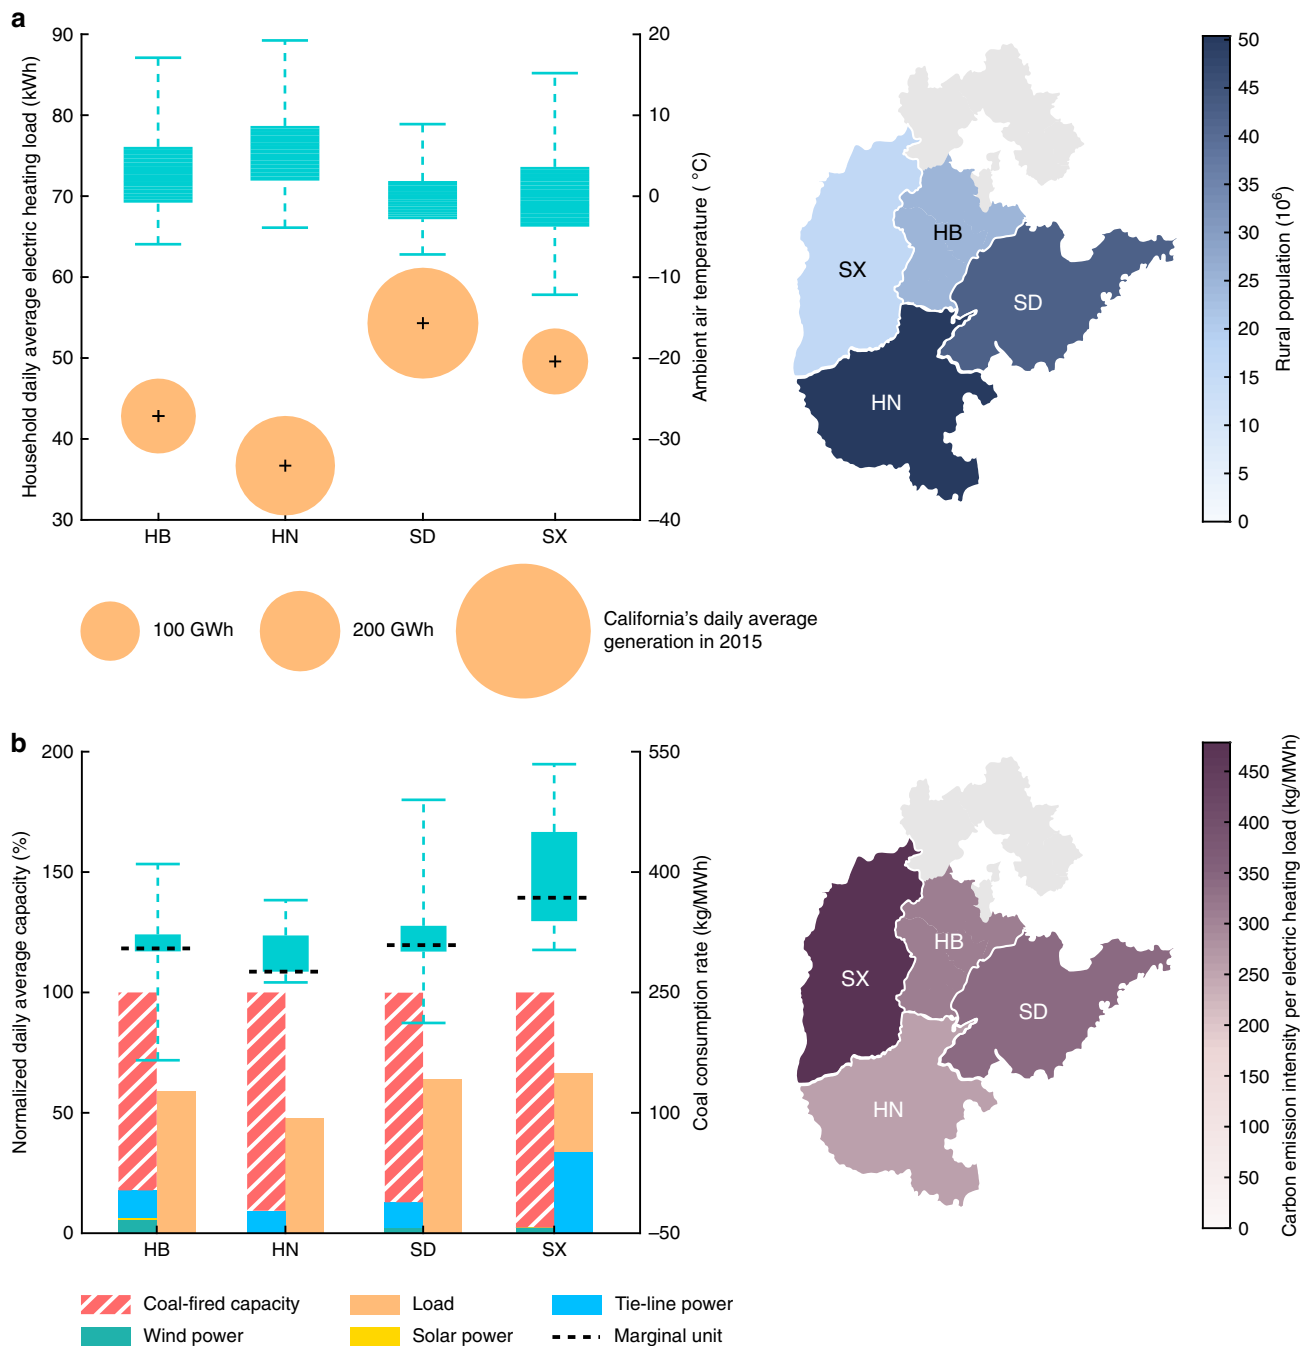 a
Household daily average electric heating load (kWh)
90
80
70
60
50
40
30
20
10
0
–10
–20
–30
–40
Ambient air temperature ( °C)
HB
HN
SD
SX
SX
HB
SD
HN
50
45
40
35
30
25
20
15
10
5
0
Rural population (10⁶)
100 GWh
200 GWh
California's daily average
generation in 2015
b
Normalized daily average capacity (%)
200
150
100
50
0
550
400
250
100
–50
Coal consumption rate (kg/MWh)
HB
HN
SD
SX
HB
SX
SD
HN
450
400
350
300
250
200
150
100
50
0
Carbon emission intensity per electric heating load (kg/MWh)
Coal-fired capacity
Load
Tie-line power
Wind power
Solar power
Marginal unit